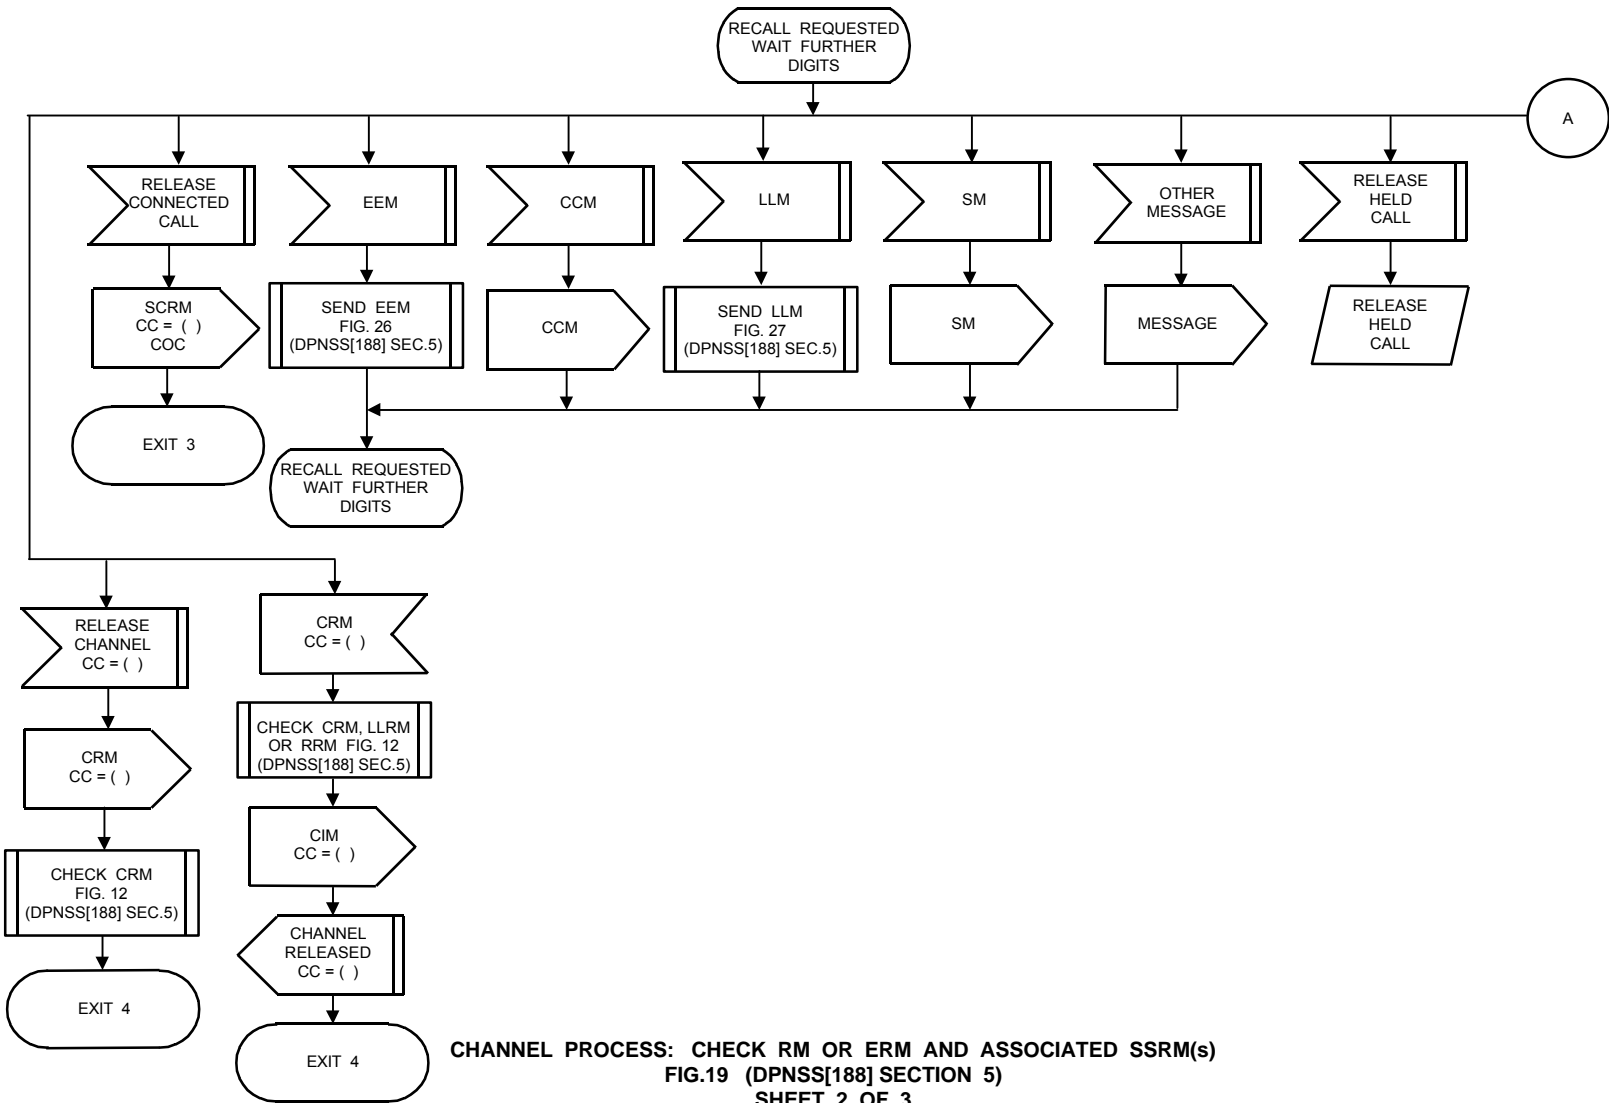 RECALL REQUESTED
WAIT FURTHER
DIGITS
A
RELEASE
CONNECTED
CALL
EEM
CCM
LLM
SM
OTHER
MESSAGE
RELEASE
HELD
CALL
SCRM
CC = ( )
COC
SEND EEM
FIG. 26
(DPNSS[188] SEC.5)
CCM
SEND LLM
FIG. 27
(DPNSS[188] SEC.5)
SM
MESSAGE
RELEASE
HELD
CALL
EXIT 3
RECALL REQUESTED
WAIT FURTHER
DIGITS
RELEASE
CHANNEL
CC = ( )
CRM
CC = ( )
CHECK CRM, LLRM
OR RRM FIG. 12
(DPNSS[188] SEC.5)
CRM
CC = ( )
CIM
CC = ( )
CHECK CRM
FIG. 12
(DPNSS[188] SEC.5)
CHANNEL
RELEASED
CC = ( )
EXIT 4
EXIT 4
CHANNEL PROCESS: CHECK RM OR ERM AND ASSOCIATED SSRM(s)
FIG.19 (DPNSS[188] SECTION 5)
SHEET 2 OF 3